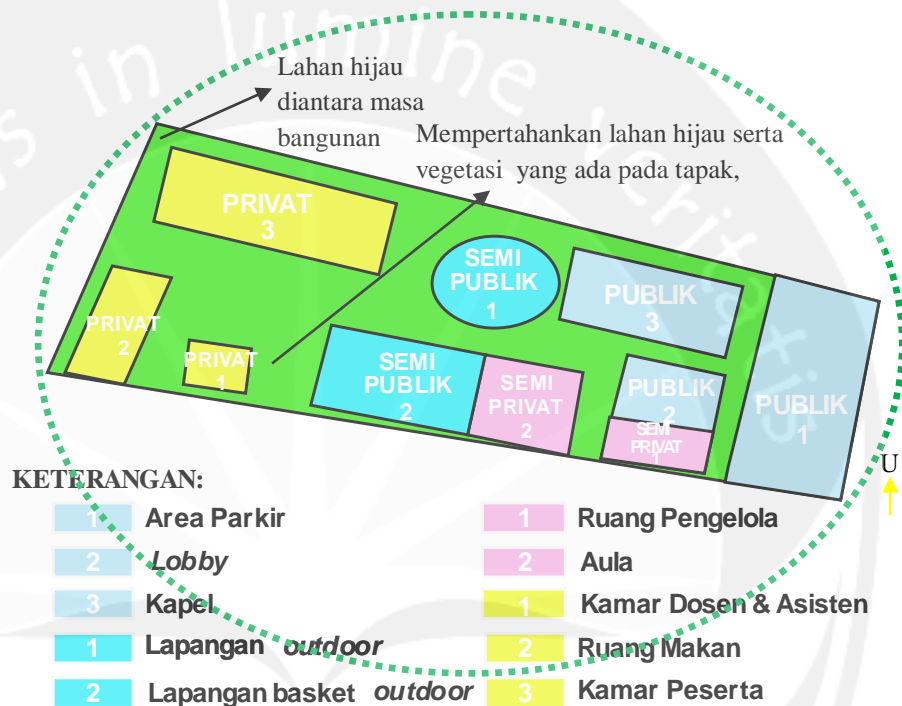 in lumine veritatis
Lahan hijau
diantara masa
bangunan
Mempertahankan lahan hijau serta
vegetasi yang ada pada tapak,
PRIVAT
3
SEMI
PUBLIK
1
PUBLIK
3
PRIVAT
2
PRIVAT
1
SEMI
PUBLIK
2
SEMI
PRIVAT
2
PUBLIK
2
SEMI
PRIVAT
1
PUBLIK
1
U
KETERANGAN:
1 Area Parkir
2 Lobby
3 Kapel
1 Lapangan outdoor
2 Lapangan basket outdoor
1 Ruang Pengelola
2 Aula
1 Kamar Dosen & Asisten
2 Ruang Makan
3 Kamar Peserta